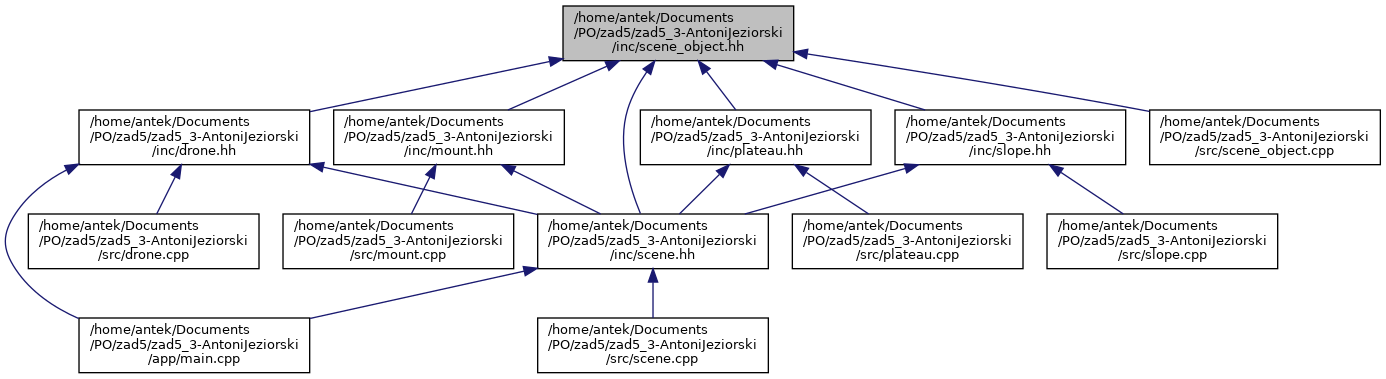 /home/antek/Documents
/PO/zad5/zad5_3-AntoniJeziorski
/inc/scene_object.hh
/home/antek/Documents
/PO/zad5/zad5_3-AntoniJeziorski
/inc/drone.hh
/home/antek/Documents
/PO/zad5/zad5_3-AntoniJeziorski
/inc/mount.hh
/home/antek/Documents
/PO/zad5/zad5_3-AntoniJeziorski
/inc/plateau.hh
/home/antek/Documents
/PO/zad5/zad5_3-AntoniJeziorski
/inc/slope.hh
/home/antek/Documents
/PO/zad5/zad5_3-AntoniJeziorski
/src/scene_object.cpp
/home/antek/Documents
/PO/zad5/zad5_3-AntoniJeziorski
/src/drone.cpp
/home/antek/Documents
/PO/zad5/zad5_3-AntoniJeziorski
/src/mount.cpp
/home/antek/Documents
/PO/zad5/zad5_3-AntoniJeziorski
/inc/scene.hh
/home/antek/Documents
/PO/zad5/zad5_3-AntoniJeziorski
/src/plateau.cpp
/home/antek/Documents
/PO/zad5/zad5_3-AntoniJeziorski
/src/slope.cpp
/home/antek/Documents
/PO/zad5/zad5_3-AntoniJeziorski
/app/main.cpp
/home/antek/Documents
/PO/zad5/zad5_3-AntoniJeziorski
/src/scene.cpp